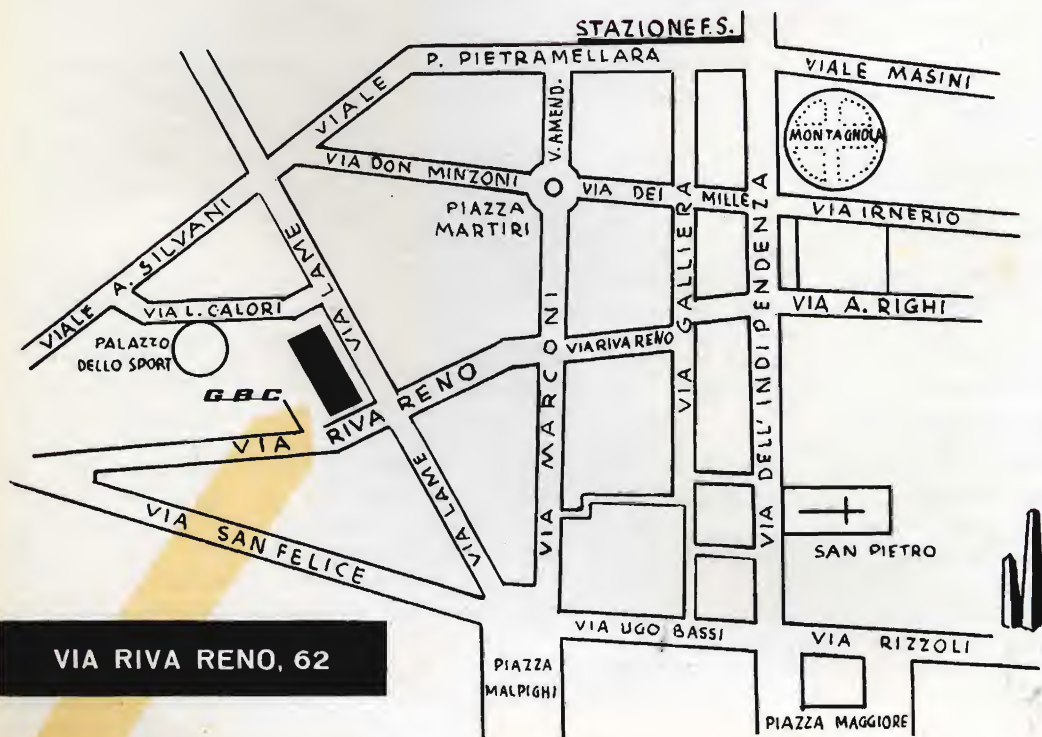 STAZIONE F.S.
P. PIETRAMELLARA
VIALE
VIALE MASINI
V. AMEND.
MONTAGNOLA
VIA DON MINZONI
VIA DEI MILLE
PIAZZA
MARTIRI
VIA IRNERIO
VIALE A. SILVANI
VIA LAME
VIA L. CALORI
VIA GALLIERA
VIA DELL'INDIPENDENZA
VIA A. RIGHI
PALAZZO
DELLO SPORT
VIA LAME
VIA MARCONI
VIA RIVA RENO
GBC
VIA RIVA RENO
VIA LAME
VIA SAN FELICE
SAN PIETRO
VIA UGO BASSI
VIA RIZZOLI
VIA RIVA RENO, 62
PIAZZA
MALPIGHI
PIAZZA MAGGIORE